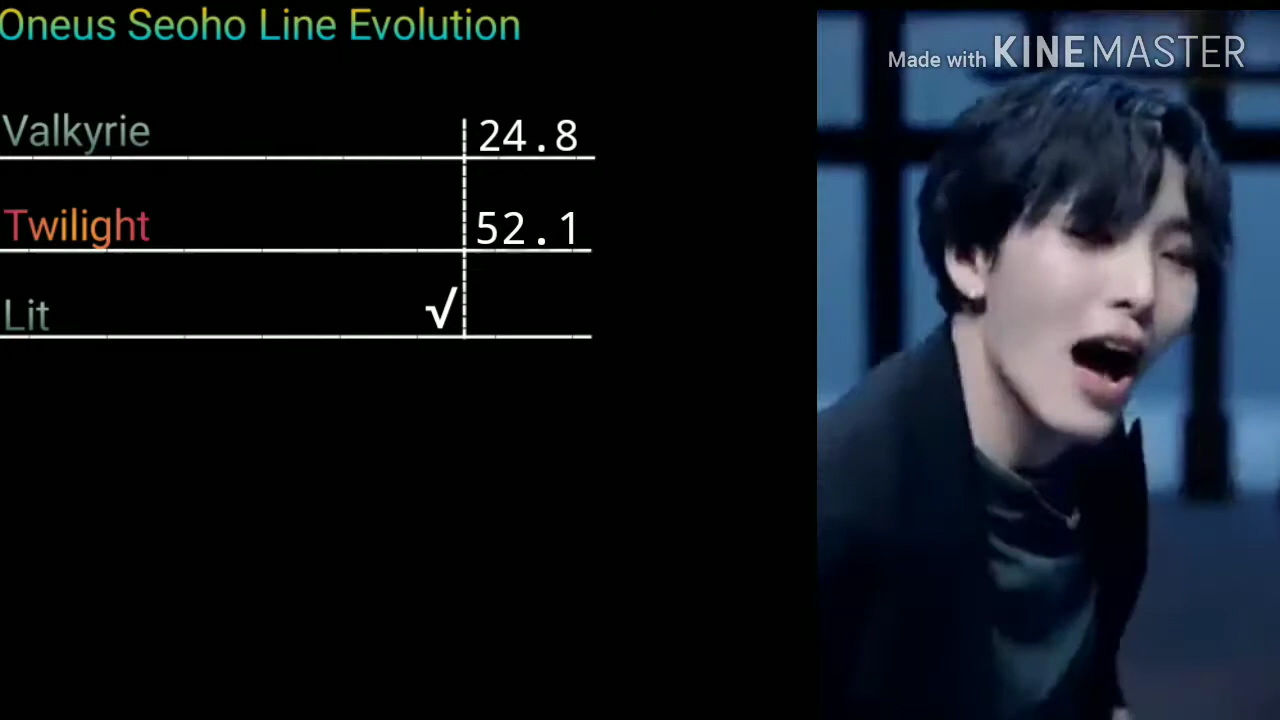 Oneus Seoho Line Evolution
Made with KINEMASTER
Valkyrie 24.8
Twilight 52.1
Lit √